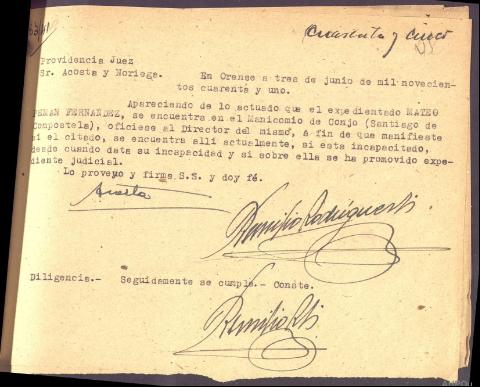 Cuarenta y cinco
Providencia Juez
Sr. Acosta y Noriega.
En Orense a tres de junio de mil novecien-
tos cuarenta y uno.
Apareciendo de lo actuado que el expedientado MATEO
FERNANDEZ, se encuentra en el Manicomio de Conjo (Santiago de
Compostela), oficiese al Director del mismo, a fin de que manifieste
si el citado, se encuentra alli actualmente, si esta incapacitado,
desde cuando data su incapacidad y si sobre ella se ha promovido expe-
diente judicial.
Lo proveyo y firma S.S. y doy fé.
Acosta
Remilio Rodriguez
Diligencia.- Seguidamente se cumple.- Conste.